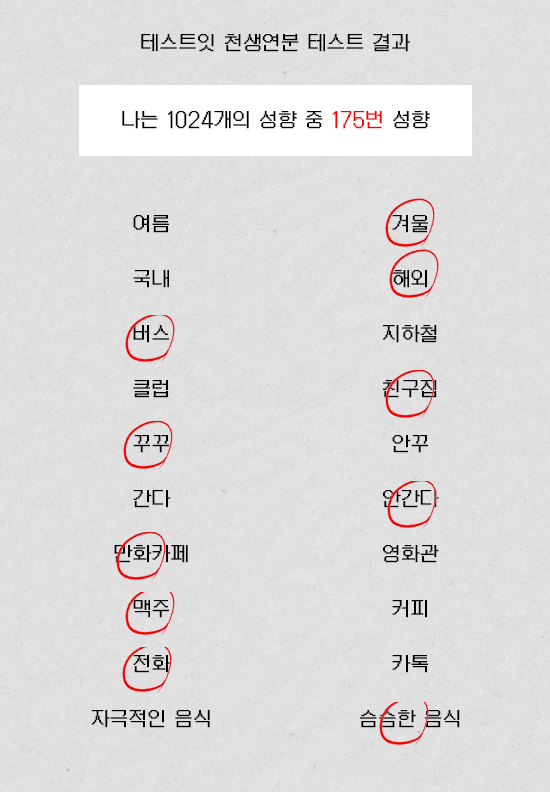 테스트잇 천생연분 테스트 결과
나는 1024개의 성향 중 175번 성향
여름 겨울
국내 해외
버스 지하철
클럽 친구집
꾸꾸 안꾸
간다 안간다
만화카페 영화관
맥주 커피
전화 카톡
자극적인 음식 슴슴한 음식